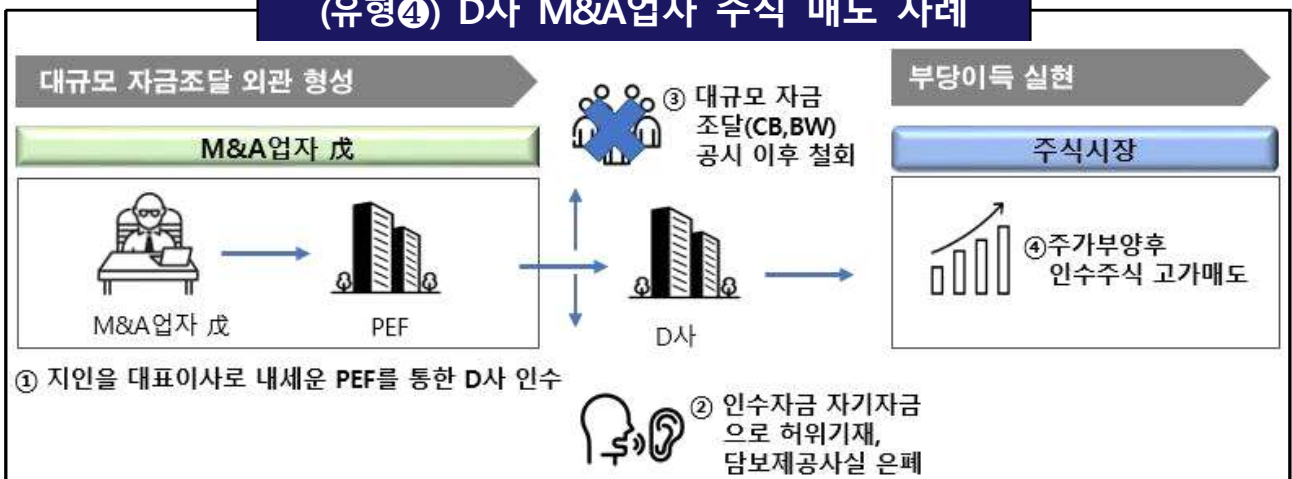 (유형❹) D사 M&A업자 주식 매도 사례
대규모 자금조달 외관 형성
M&A업자 戊
M&A업자 戊
PEF
① 지인을 대표이사로 내세운 PEF를 통한 D사 인수
③ 대규모 자금
조달(CB,BW)
공시 이후 철회
D사
② 인수자금 자기자금
으로 허위기재,
담보제공사실 은폐
부당이득 실현
주식시장
④주가부양후
인수주식 고가매도